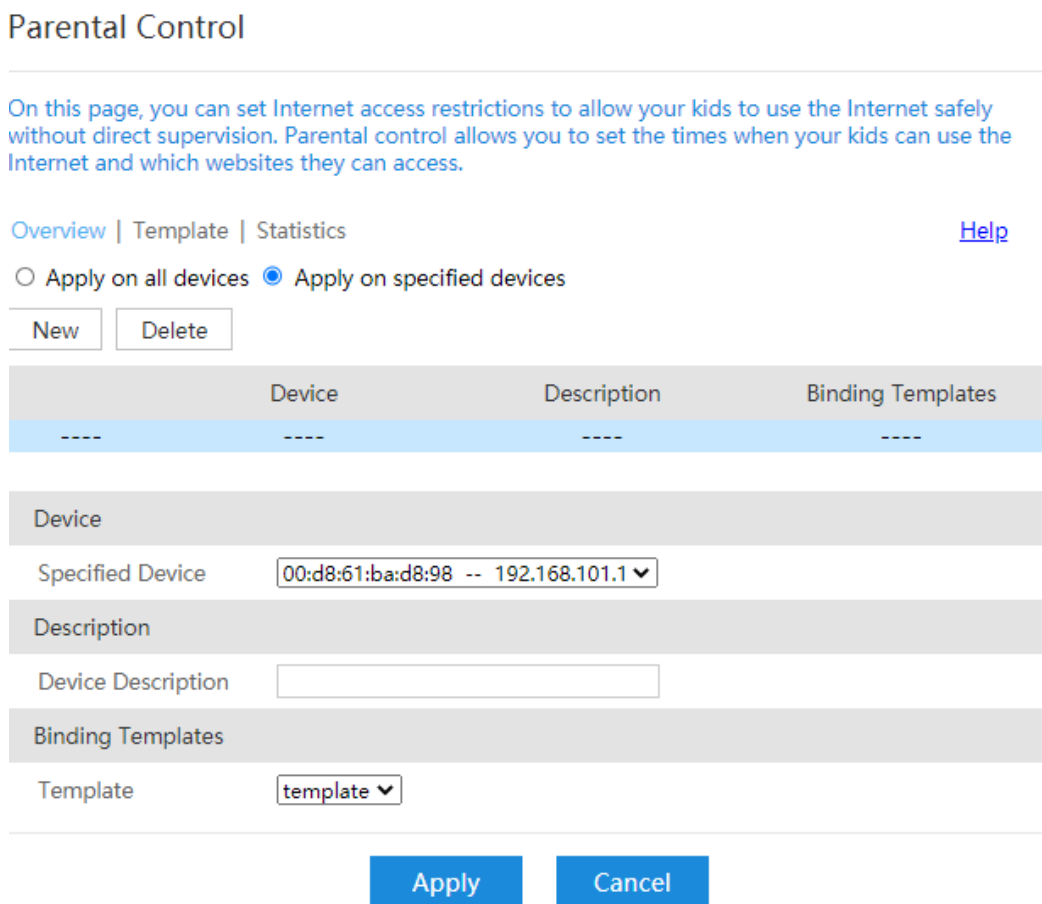 Parental Control
On this page, you can set Internet access restrictions to allow your kids to use the Internet safely
without direct supervision. Parental control allows you to set the times when your kids can use the
Internet and which websites they can access.
Overview | Template | Statistics Help
Apply on all devices Apply on specified devices
New Delete
Device Description Binding Templates
---- ---- ---- ----
Device
Specified Device 00:d8:61:ba:d8:98 -- 192.168.101.1
Description
Device Description
Binding Templates
Template template
Apply Cancel